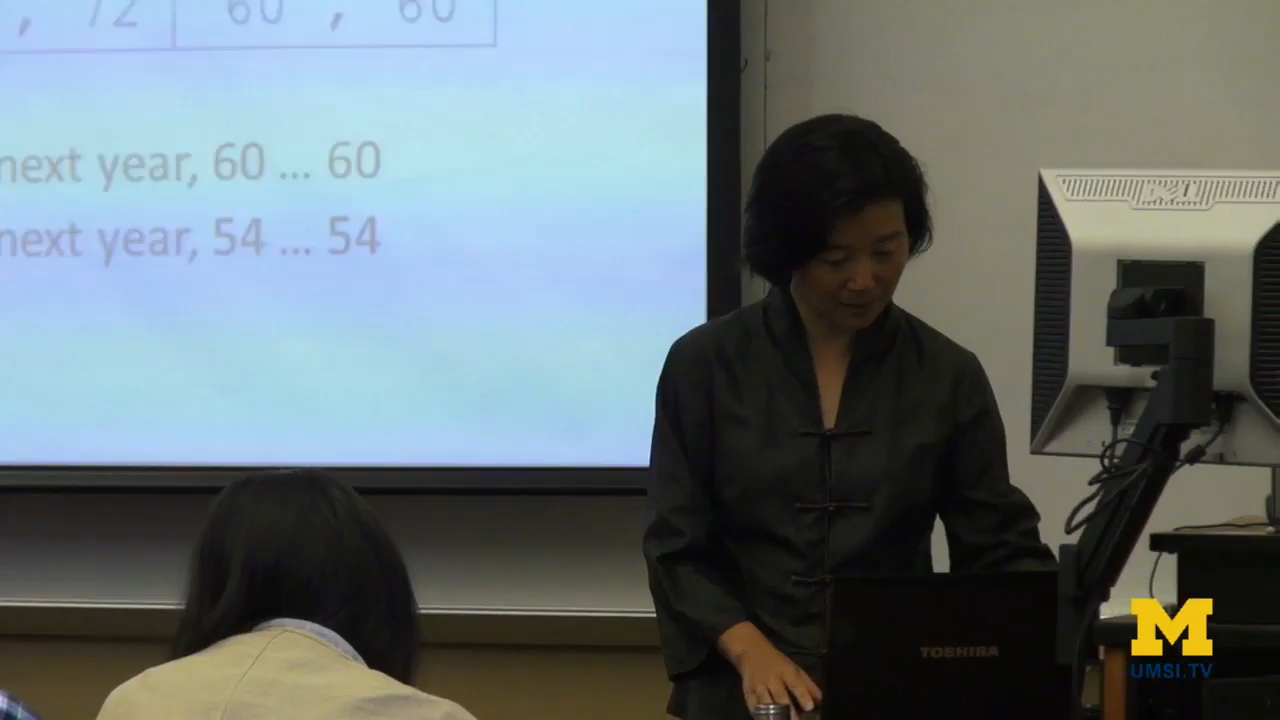 , 72 60 , 60
next year, 60 ... 60
next year, 54 ... 54
TOSHIBA
M
UMSI.TV